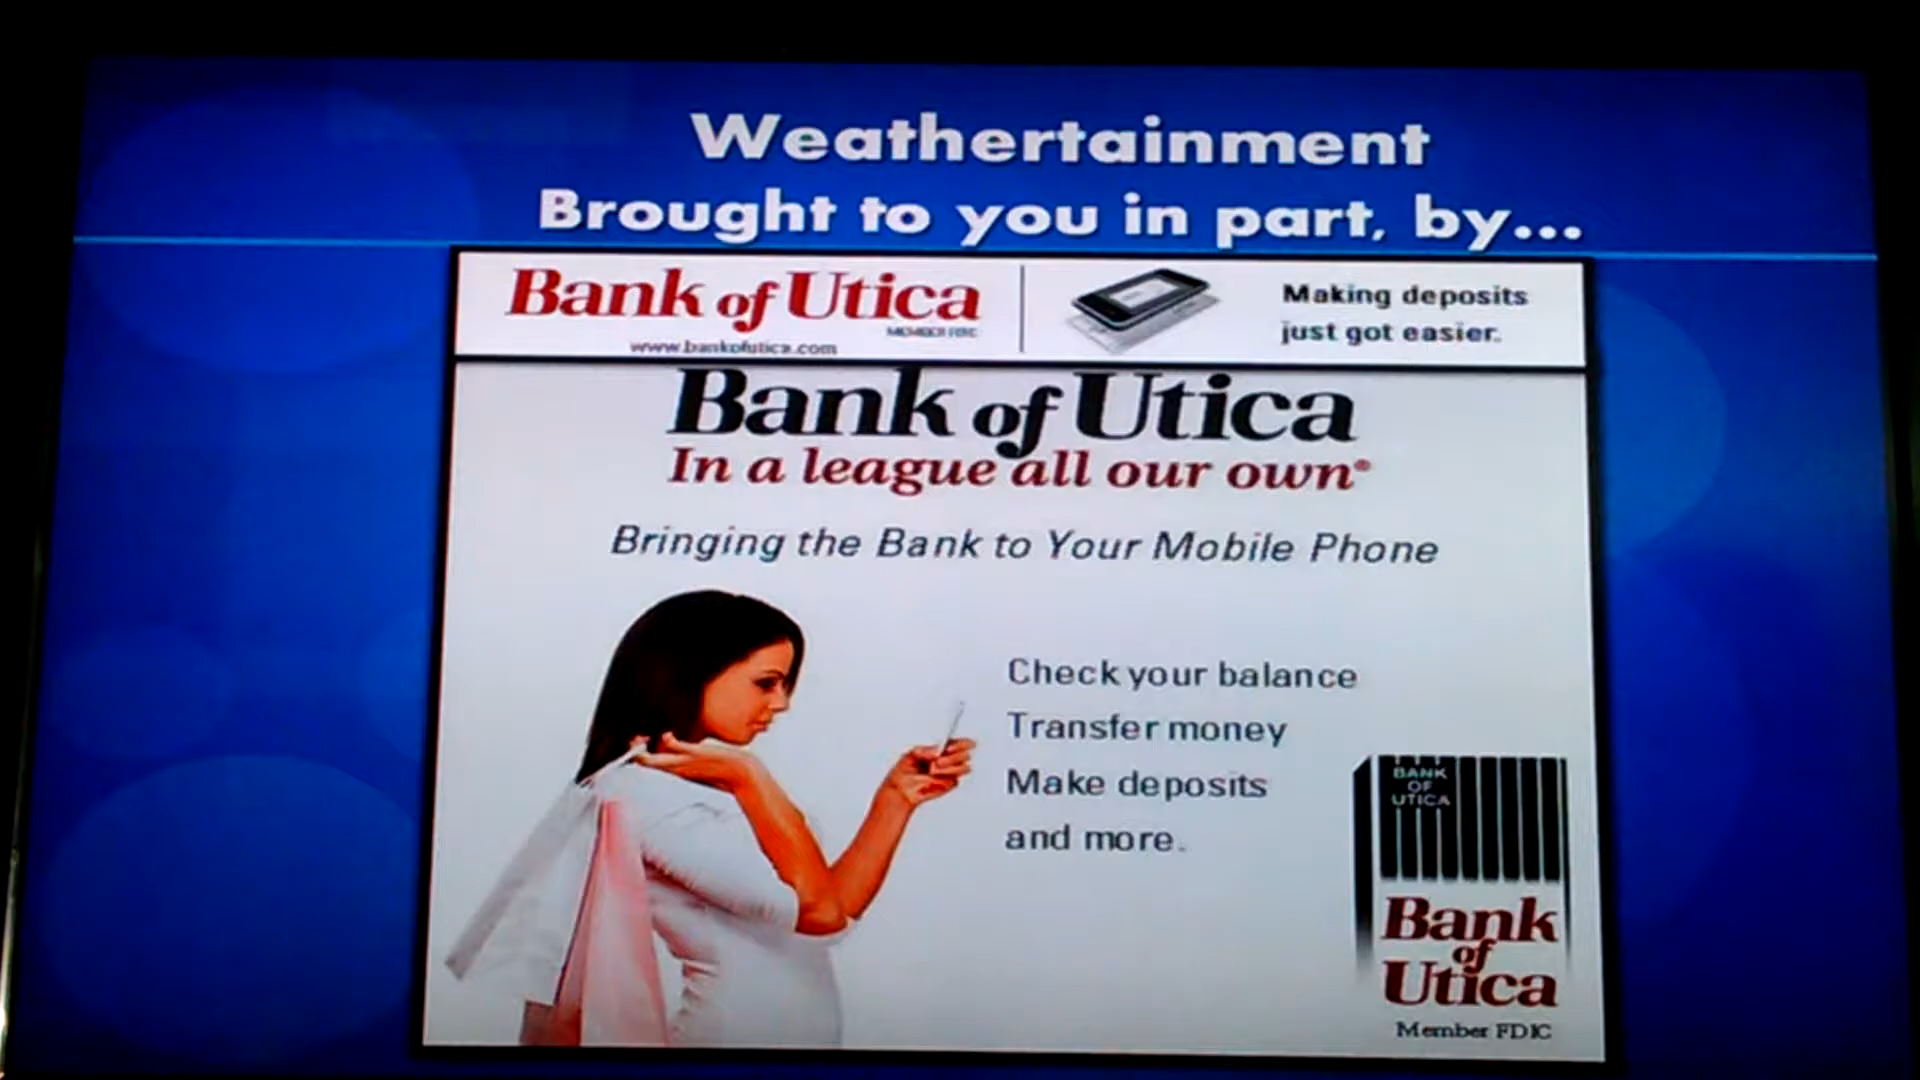 Weathertainment
Brought to you in part, by...
Bank of Utica
MEMBER FDIC
www.bankofutica.com
Making deposits
just got easier.
Bank of Utica
In a league all our own®
Bringing the Bank to Your Mobile Phone
Check your balance
Transfer money
Make deposits
and more.
BANK
OF
UTICA
Bank
of
Utica
Member FDIC